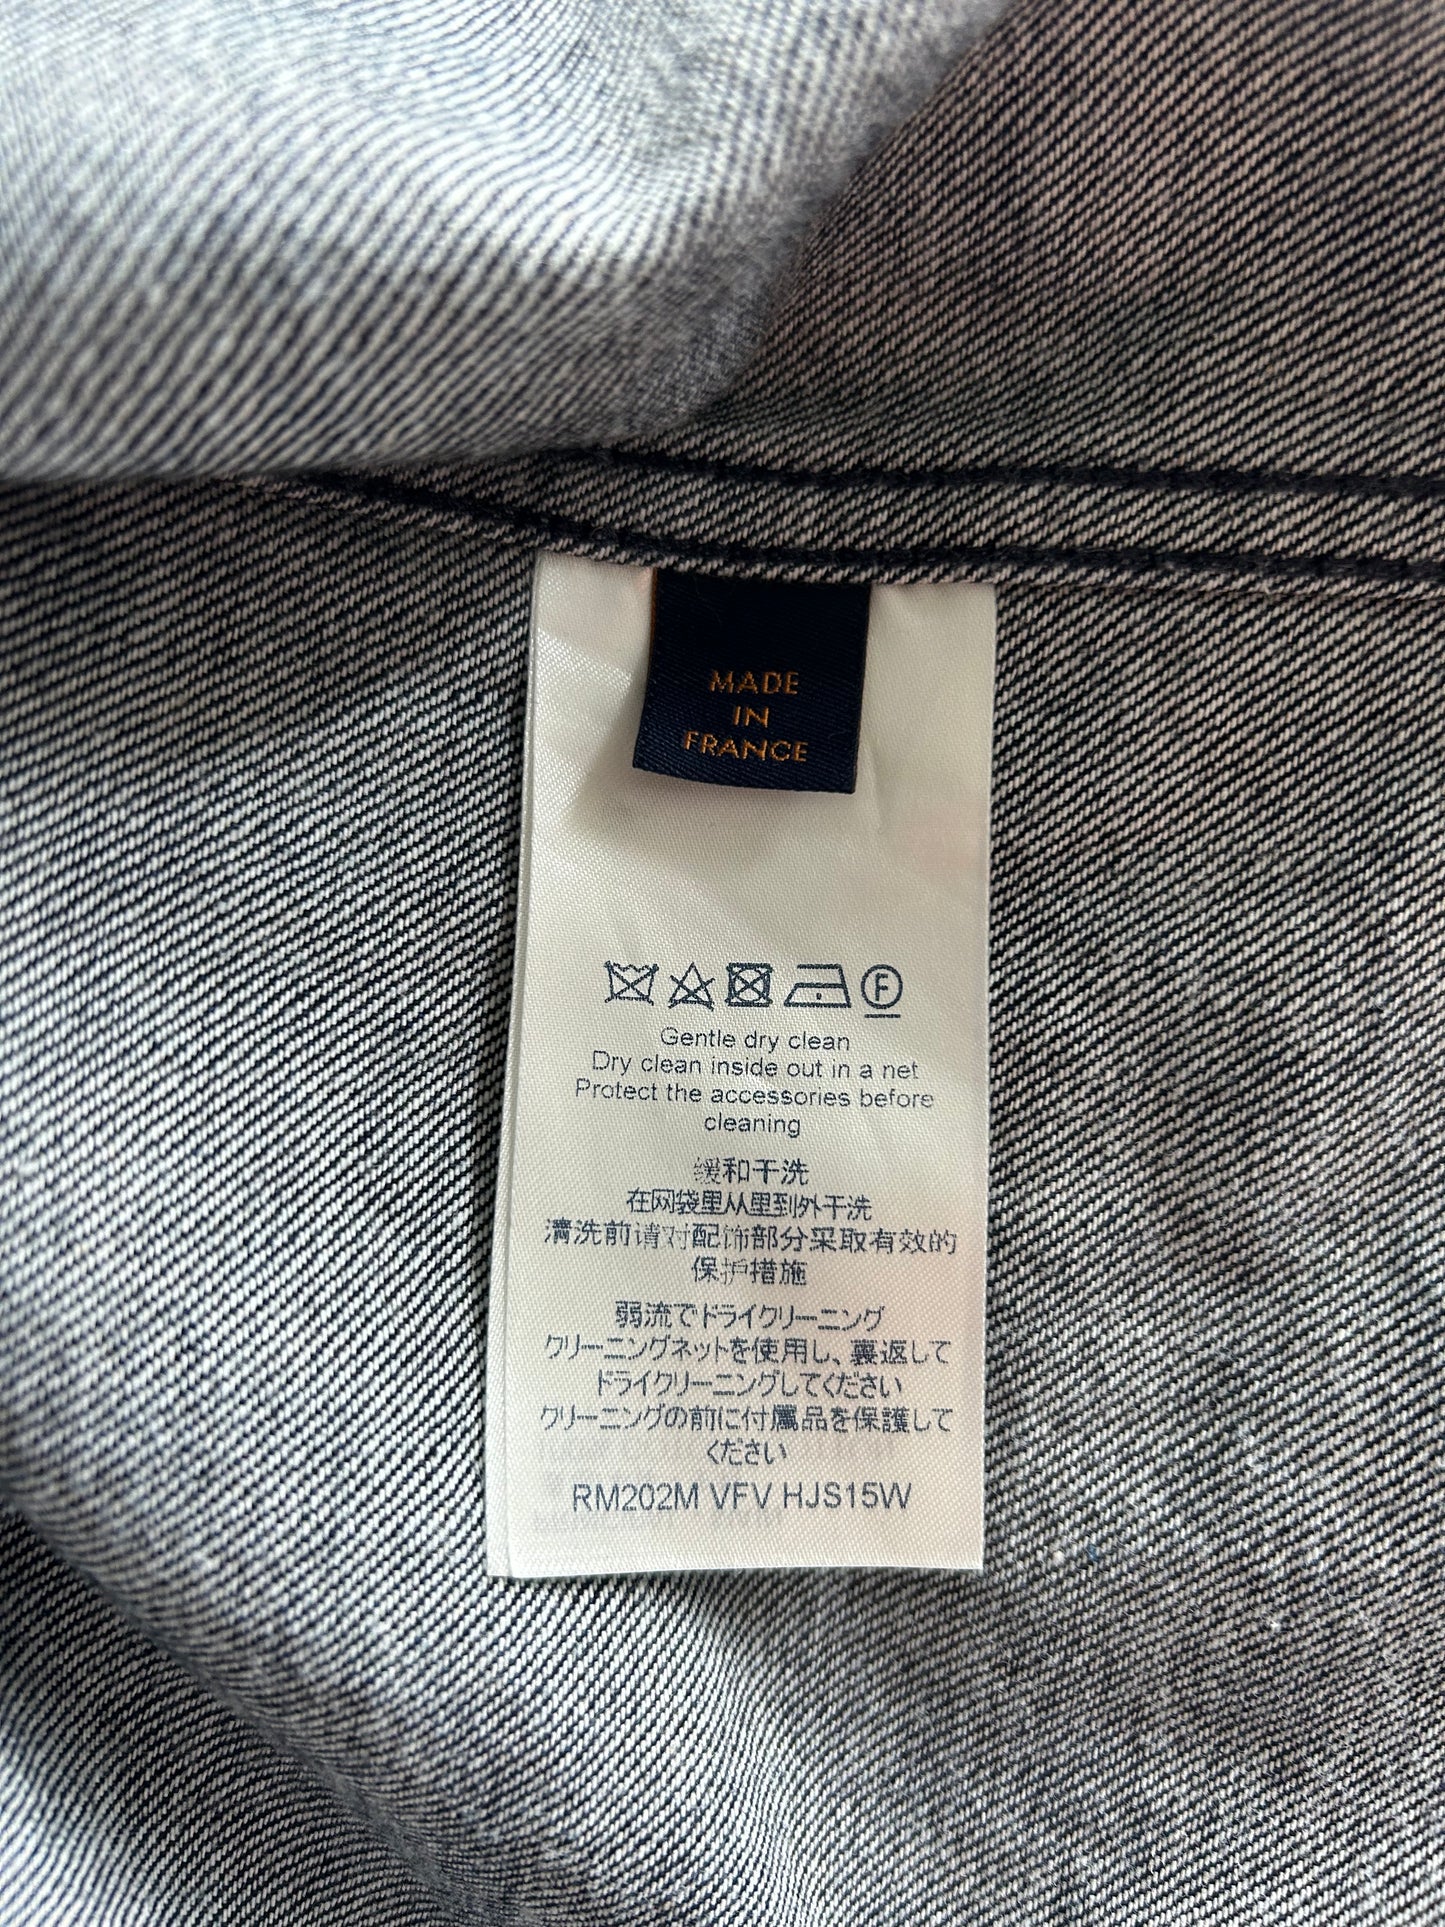 MADE
IN
FRANCE
F
Gentle dry clean
Dry clean inside out in a net
Protect the accessories before
cleaning
缓和干洗
在网袋里从里到外干洗
清洗前请对配饰部分采取有效的
保护措施
弱流でドライクリーニング
クリーニングネットを使用し、裏返して
ドライクリーニングしてください
クリーニングの前に付属品を保護して
ください
RM202M VFV HJS15W